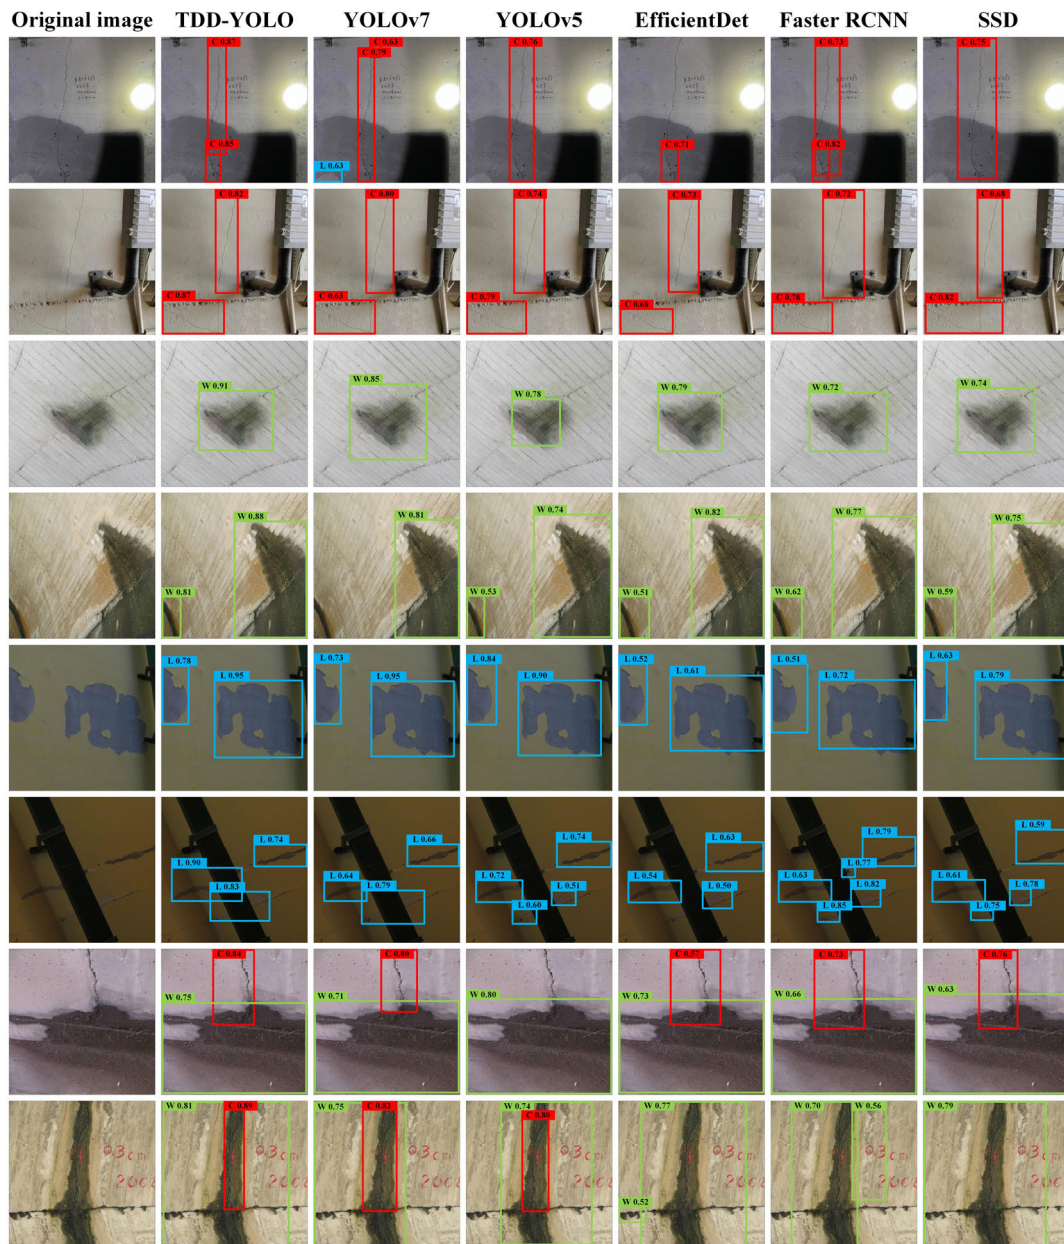 Original image TDD-YOLO YOLOv7 YOLOv5 EfficientDet Faster RCNN SSD
C 0.87 C 0.63 C 0.76 C 0.73 C 0.75
C 0.79
C 0.85 C 0.71 C 0.82
L 0.63
C 0.82 C 0.80 C 0.74 C 0.73 C 0.72 C 0.68
C 0.87 C 0.63 C 0.79 C 0.68 C 0.78 C 0.82
W 0.91 W 0.85 W 0.78 W 0.79 W 0.72 W 0.74
W 0.88 W 0.81 W 0.74 W 0.82 W 0.77 W 0.75
W 0.81 W 0.53 W 0.51 W 0.62 W 0.59
L 0.78 L 0.73 L 0.84 L 0.52 L 0.51 L 0.63
L 0.95 L 0.95 L 0.90 L 0.61 L 0.72 L 0.79
L 0.74 L 0.66 L 0.74 L 0.63 L 0.79 L 0.59
L 0.90 L 0.64 L 0.72 L 0.54 L 0.77 L 0.63 L 0.61
L 0.83 L 0.79 L 0.51 L 0.50 L 0.82 L 0.78
L 0.60 L 0.85 L 0.75
C 0.84 C 0.80 C 0.57 C 0.73 C 0.76
W 0.75 W 0.71 W 0.80 W 0.73 W 0.66 W 0.63
W 0.81 C 0.89 W 0.75 C 0.82 W 0.74 C 0.80 W 0.77 W 0.70 W 0.56 W 0.79
W 0.52